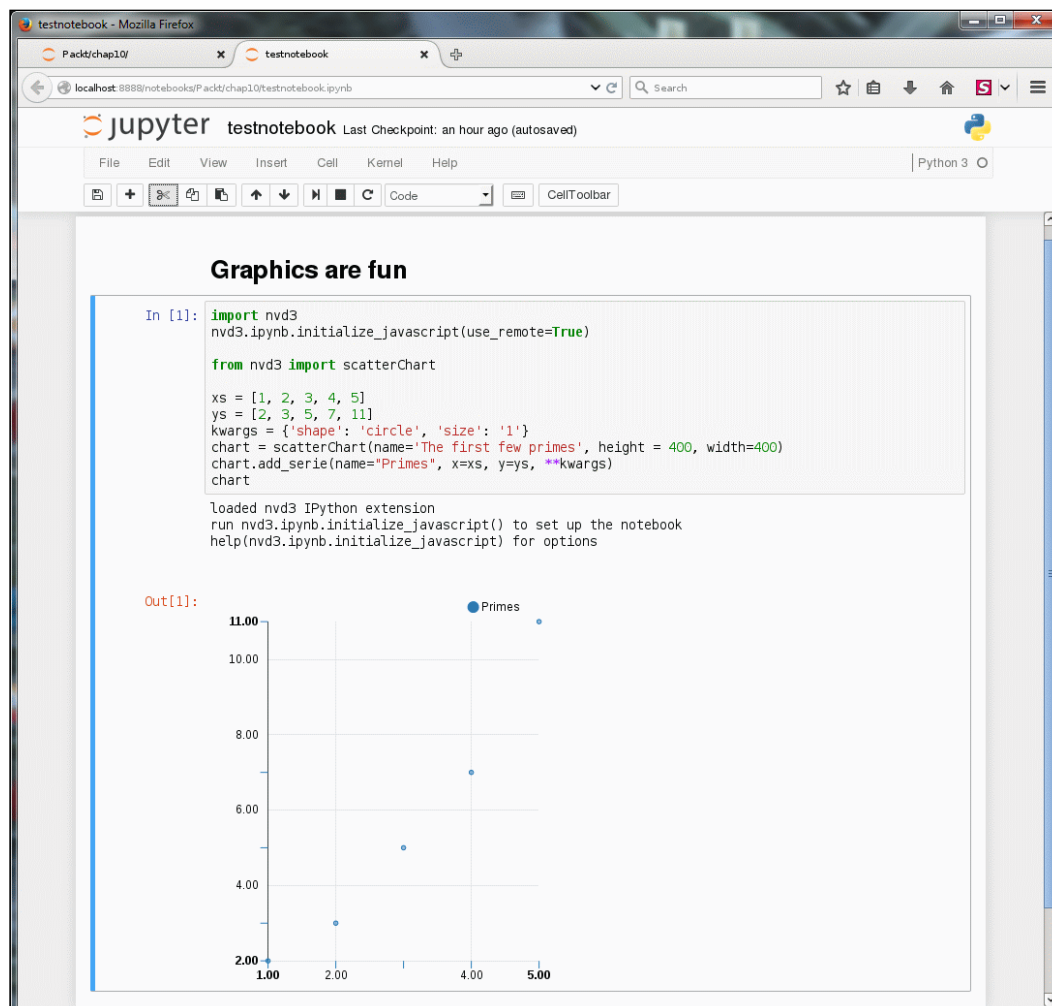 testnotebook - Mozilla Firefox
Packt/chap10/
testnotebook
localhost:8888/notebooks/Packt/chap10/testnotebook.ipynb
Search
S
jupyter testnotebook Last Checkpoint: an hour ago (autosaved)
File Edit View Insert Cell Kernel Help Python 3
Code CellToolbar
Graphics are fun
In [1]: import nvd3
nvd3.ipynb.initialize_javascript(use_remote=True)
from nvd3 import scatterChart
xs = [1, 2, 3, 4, 5]
ys = [2, 3, 5, 7, 11]
kwargs = {'shape': 'circle', 'size': '1'}
chart = scatterChart(name='The first few primes', height = 400, width=400)
chart.add_serie(name="Primes", x=xs, y=ys, **kwargs)
chart
loaded nvd3 IPython extension
run nvd3.ipynb.initialize_javascript() to set up the notebook
help(nvd3.ipynb.initialize_javascript) for options
Out[1]:
Primes
11.00
10.00
8.00
6.00
4.00
2.00
1.00 2.00 4.00 5.00